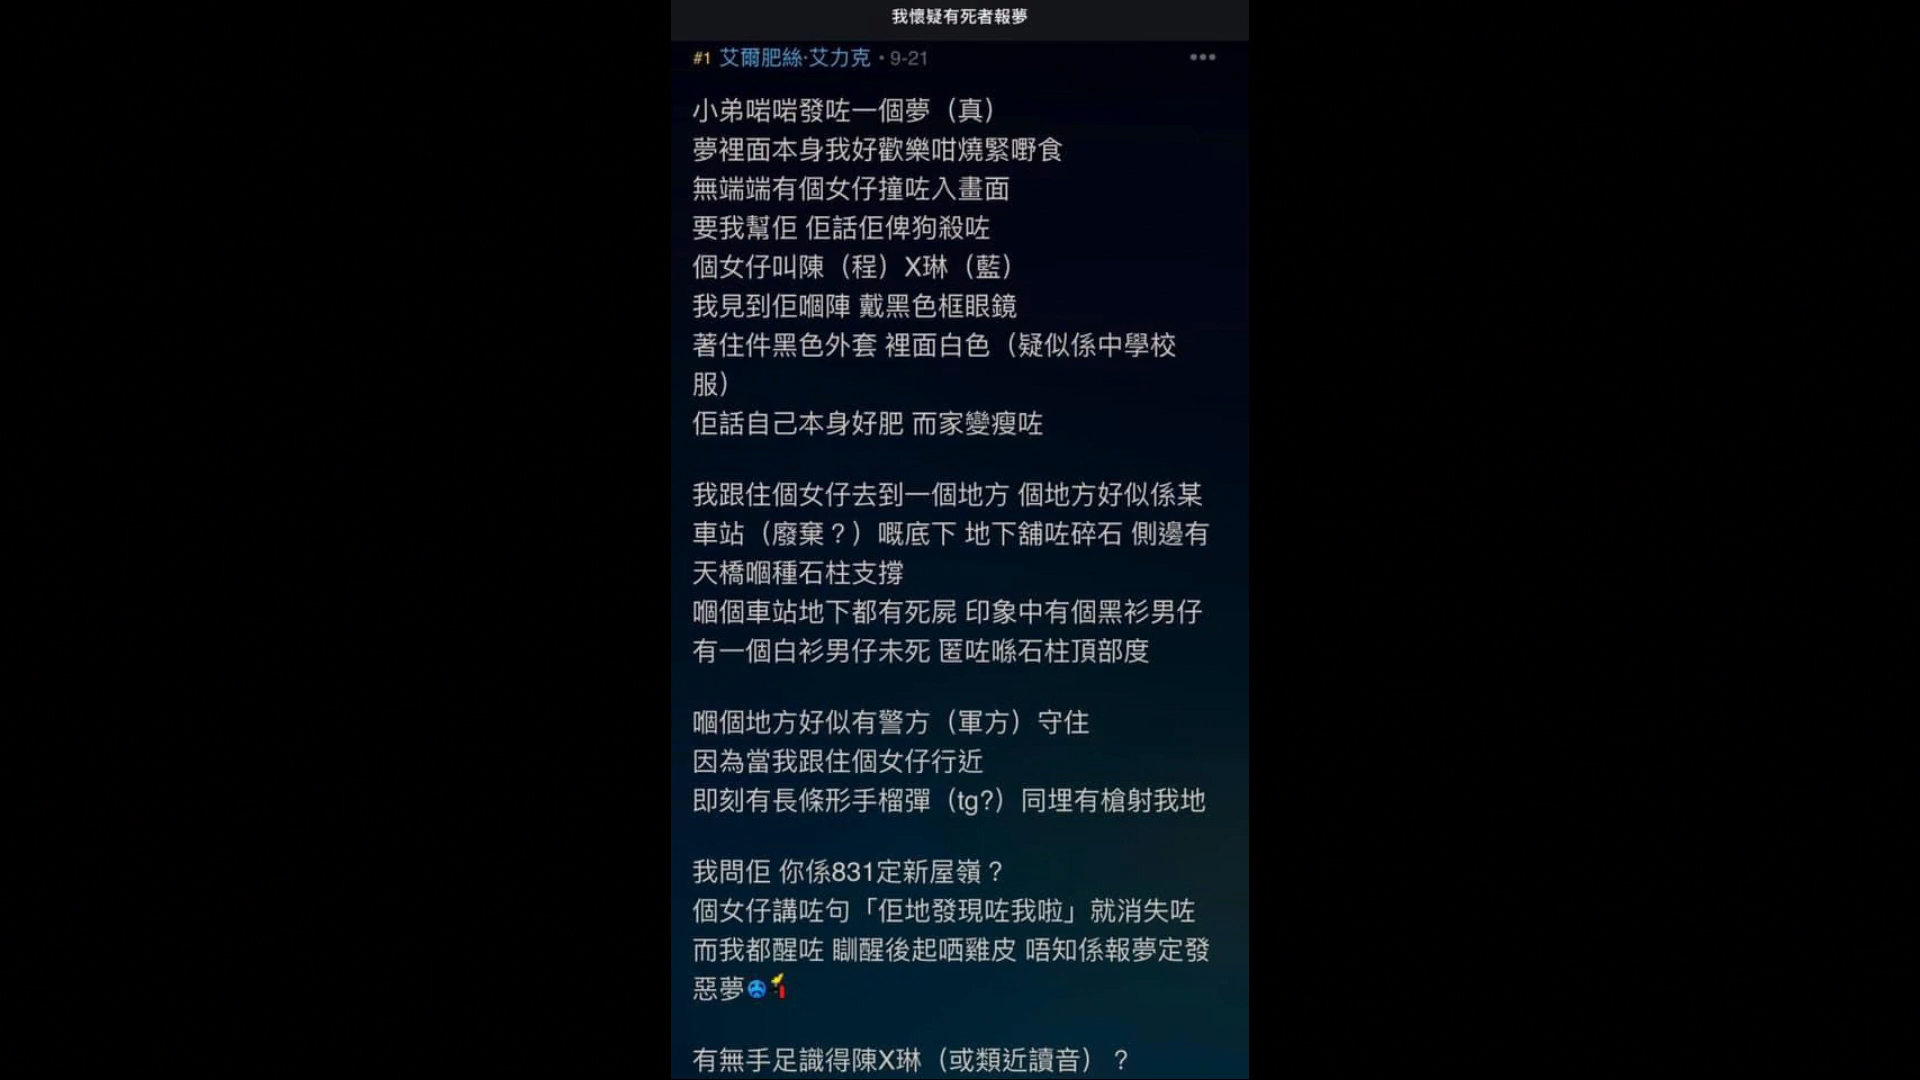 我懷疑有死者報夢
#1 艾爾肥絲·艾力克 • 9-21
小弟啱啱發咗一個夢（真）
夢裡面本身我好歡樂咁燒緊嘢食
無端端有個女仔撞咗入畫面
要我幫佢 佢話佢俾狗殺咗
個女仔叫陳（程）X琳（藍）
我見到佢嗰陣 戴黑色框眼鏡
著住件黑色外套 裡面白色（疑似係中學校
服）
佢話自己本身好肥 而家變瘦咗
我跟住個女仔去到一個地方 個地方好似係某
車站（廢棄？）嘅底下 地下舖咗碎石 側邊有
天橋嗰種石柱支撐
嗰個車站地下都有死屍 印象中有個黑衫男仔
有一個白衫男仔未死 匿咗喺石柱頂部度
嗰個地方好似有警方（軍方）守住
因為當我跟住個女仔行近
即刻有長條形手榴彈（tg?）同埋有槍射我地
我問佢 你係831定新屋嶺？
個女仔講咗句「佢地發現咗我啦」就消失咗
而我都醒咗 瞓醒後起哂雞皮 唔知係報夢定發
惡夢
有無手足識得陳X琳（或類近讀音）？